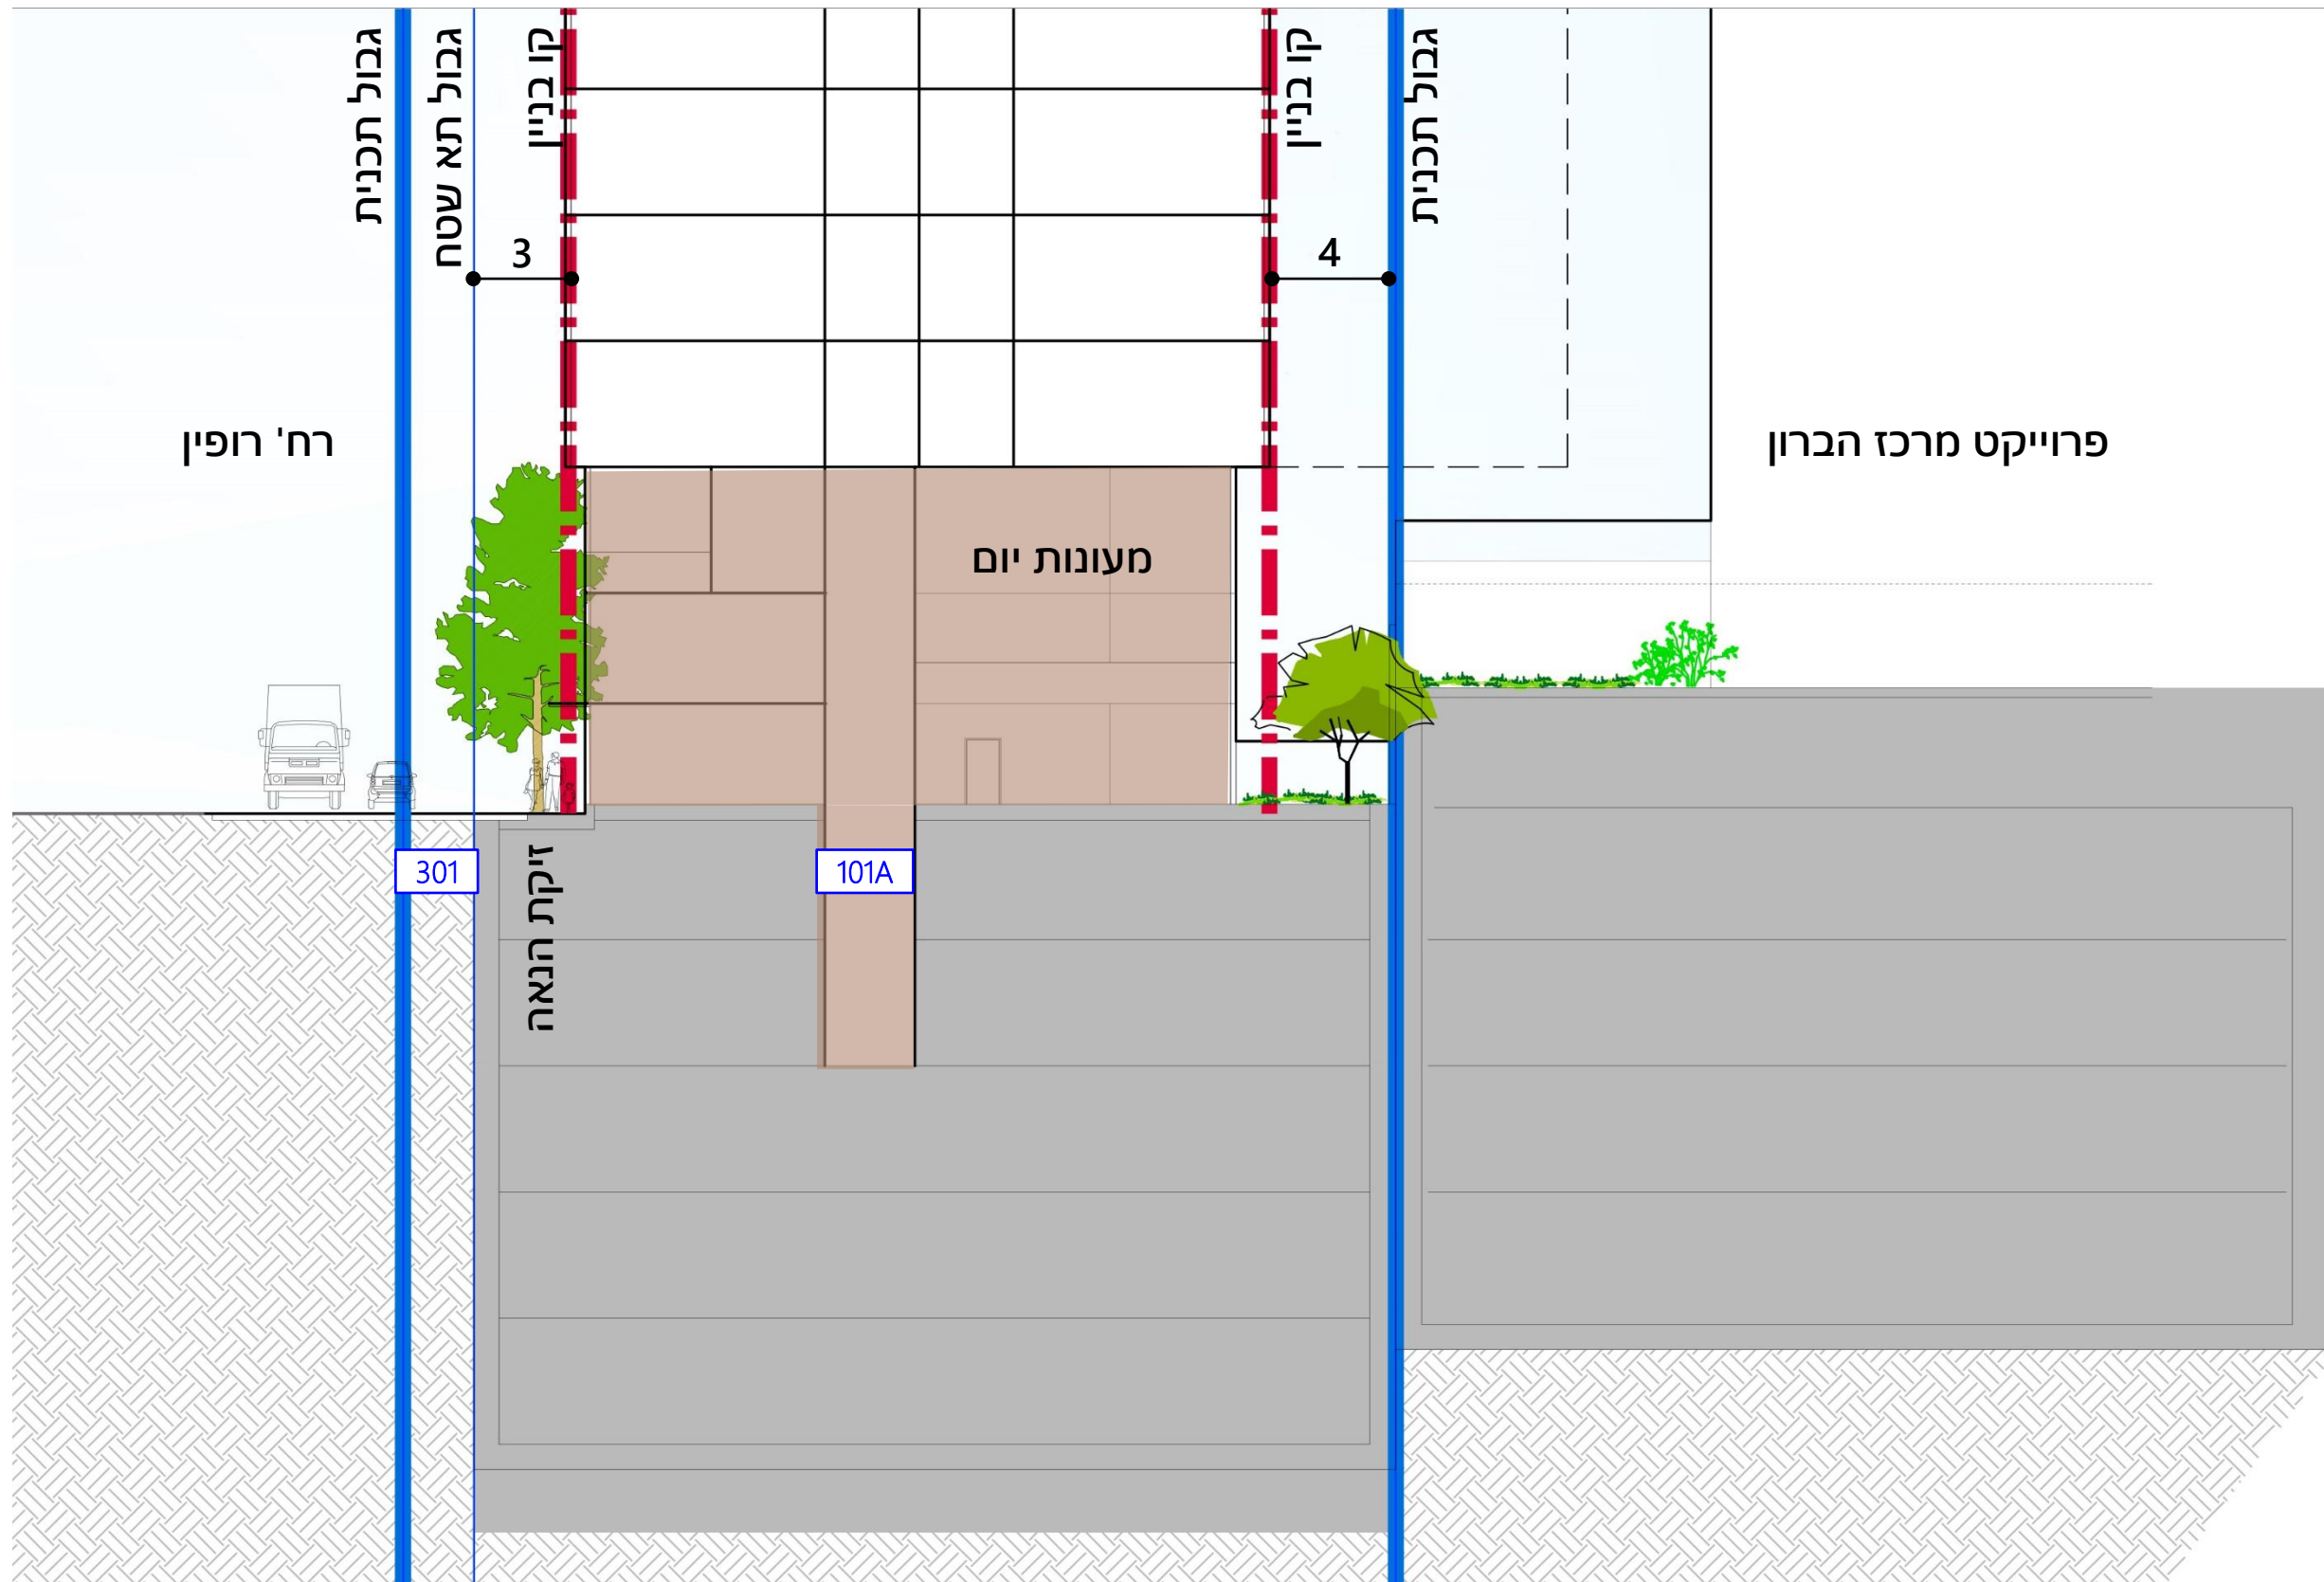 גבול תכנית
קו בניין
קו בניין
גבול תא שטח
גבול תכנית
4
3
פרוייקט מרכז הברון
רח' רופין
מעונות יום
101A
301
זיקת הנאה